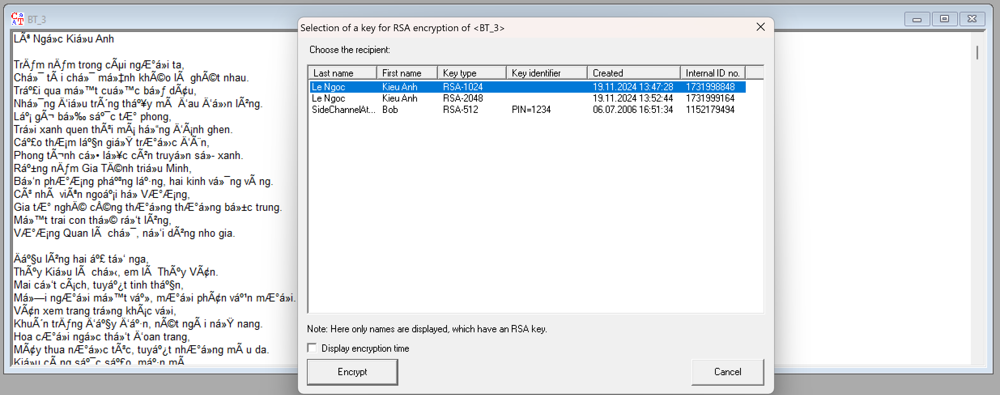 BT_3
LÃª Ngá»c Kiá»u Anh
TrÄƒm nÄƒm trong cÃµi ngÆ°á»i ta,
Chá»¯ tÃ i chá»¯ má»‡nh khÃ©o lÃ  ghÃ©t nhau.
Tráº£i qua má»™t cuá»™c bá»ƒ dÃ¢u,
Nhá»¯ng Ä‘iá»u trÃ´ng tháº¥y mÃ  Ä‘au Ä‘á»›n lÃ²ng.
Láº¡ gÃ¬ bá»‰ sáº¯c tÆ° phong,
Trá»i xanh quen thÃ³i mÃ¡ há»“ng Ä‘Ã¡nh ghen.
Cáº£o thÆ¡m láº§n giá»Ÿ trÆ°á»›c Ä‘Ã¨n,
Phong tÃ¬nh cá»• lá»¥c cÃ²n truyá»n sá»- xanh.
Ráº±ng nÄƒm Gia TÄ©nh triá»u Minh,
Bá»‘n phÆ°Æ¡ng pháº³ng láº·ng, hai kinh vá»¯ng vÃ ng.
CÃ³ nhÃ  viÃªn ngoáº¡i há» VÆ°Æ¡ng,
Gia tÆ° nghÄ© cÅ©ng thÆ°á»ng thÆ°á»ng bá»±c trung.
Má»™t trai con thá»© rá»‘t lÃ²ng,
VÆ°Æ¡ng Quan lÃ  chá»¯, ná»‘i dÃ²ng nho gia.
Äáº§u lÃ²ng hai áº£ tá»‘ nga,
ThÃºy Kiá»u lÃ  chá»‹, em lÃ  ThÃºy VÃ¢n.
Mai cá»‘t cÃ¡ch, tuyáº¿t tinh tháº§n,
Má»—i ngÆ°á»i má»™t váº», mÆ°á»i phÃ¢n váº¹n mÆ°á»i.
VÃ¢n xem trang trá»ng khÃ¡c vá»i,
KhuÃ´n trÄƒng Ä‘áº§y Ä‘áº·n, nÃ©t ngÃ i ná»Ÿ nang.
Hoa cÆ°á»i ngá»c thá»‘t Ä‘oan trang,
MÃ¢y thua nÆ°á»›c tÃ³c, tuyáº¿t nhÆ°á»ng mÃ u da.
Kiá»u cÃ ng sáº¯c sáº£o, máº·n mÃ
Selection of a key for RSA encryption of <BT_3>
Choose the recipient:
Last name First name Key type Key identifier Created Internal ID no.
Le Ngoc Kieu Anh RSA-1024 19.11.2024 13:47:28 1731998848
Le Ngoc Kieu Anh RSA-2048 19.11.2024 13:52:44 1731999164
SideChannelAt... Bob RSA-512 PIN=1234 06.07.2006 16:51:34 1152179494
Note: Here only names are displayed, which have an RSA key.
Display encryption time
Encrypt Cancel